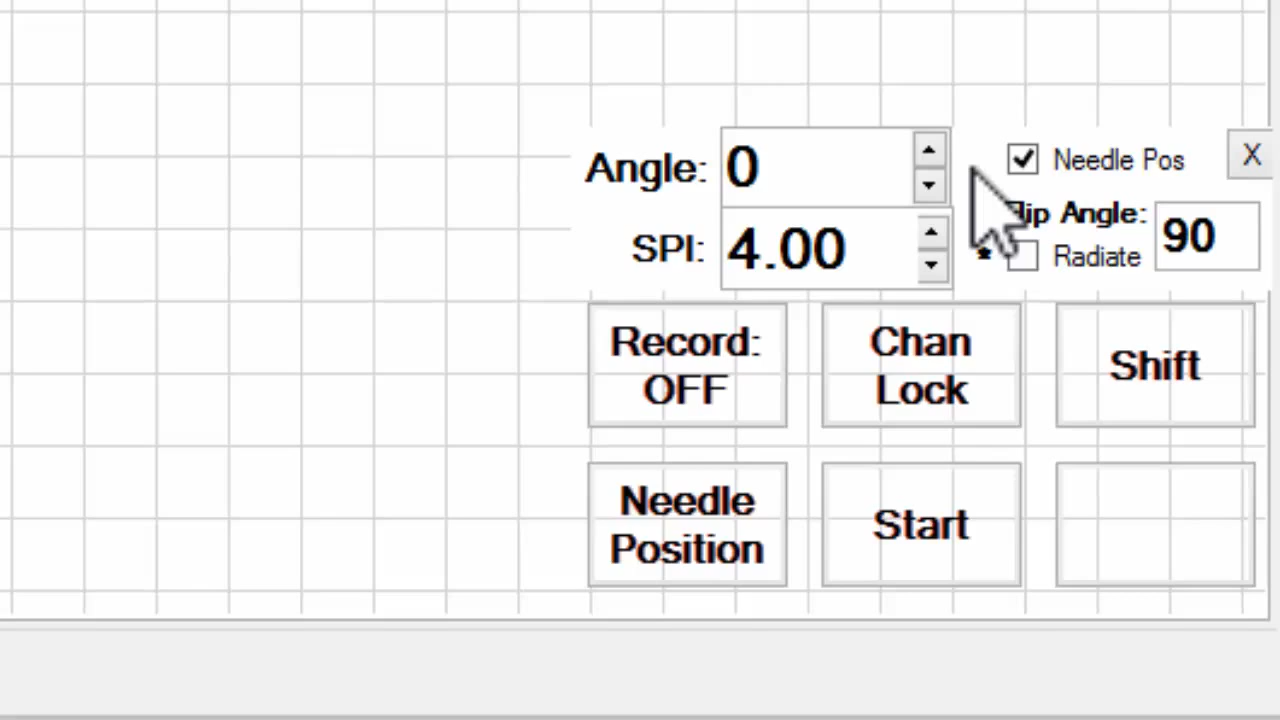 Angle: 0
Needle Pos
X
Angle:
90
SPI: 4.00
Radiate
Record:
OFF
Chan
Lock
Shift
Needle
Position
Start